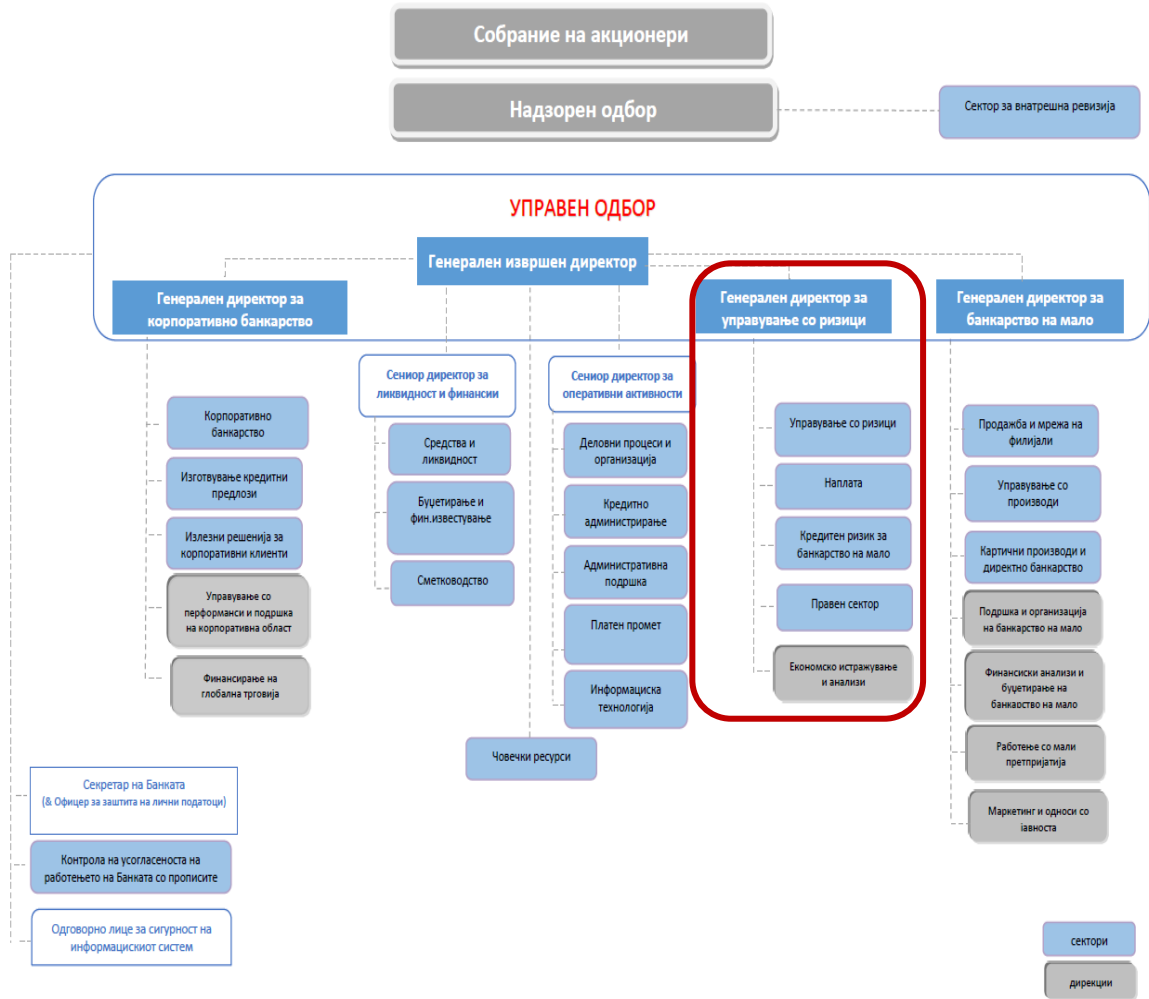 Собрание на акционери
Надзорен одбор
Сектор за внатрешна ревизија
УПРАВЕН ОДБОР
Генерален извршен директор
Генерален директор за
корпоративно банкарство
Генерален директор за
управување со ризици
Генерален директор за
банкарство на мало
Сениор директор за
ликвидност и финансии
Сениор директор за
оперативни активности
Корпоративно
банкарство
Изготвување кредитни
предлози
Излезни решенија за
корпоративни клиенти
Управување со
перформанси и подршка
на корпоративна област
Финансирање на
глобална трговија
Средства и
ликвидност
Буџетирање и
фин.известување
Сметководство
Деловни процеси и
организација
Кредитно
администрирање
Административна
подршка
Платен промет
Информациска
технологија
Човечки ресурси
Управување со ризици
Наплата
Кредитен ризик за
банкарство на мало
Правен сектор
Економско истражување
и анализи
Продажба и мрежа на
филијали
Управување со
производи
Картични производи и
директно банкарство
Подршка и организација
на банкарство на мало
Финансиски анализи и
буџетирање на
банкарство на мало
Работење со мали
претпријатија
Маркетинг и односи со
јавноста
Секретар на Банката
(& Офицер за заштита на лични податоци)
Контрола на усогласеноста на
работењето на Банката со прописите
Одговорно лице за сигурност на
информацискиот систем
сектори
дирекции